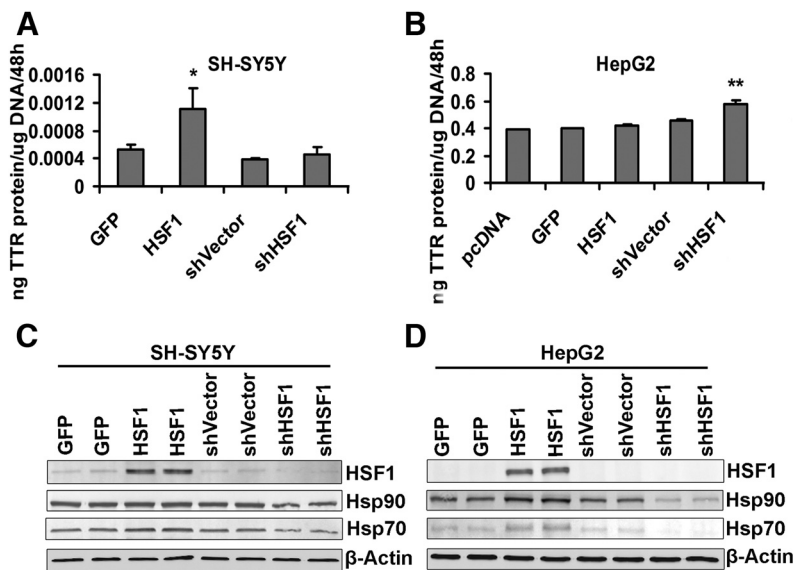 A
SH-SY5Y
ng TTR protein/ug DNA/48h
0.0016
0.0012
0.0008
0.0004
0
*
GFP
HSF1
shVector
shHSF1
B
HepG2
ng TTR protein/ug DNA/48h
0.8
0.6
0.4
0.2
0
**
pcDNA
GFP
HSF1
shVector
shHSF1
C
SH-SY5Y
GFP GFP HSF1 HSF1 shVector shVector shHSF1 shHSF1
HSF1
Hsp90
Hsp70
β-Actin
D
HepG2
GFP GFP HSF1 HSF1 shVector shVector shHSF1 shHSF1
HSF1
Hsp90
Hsp70
β-Actin